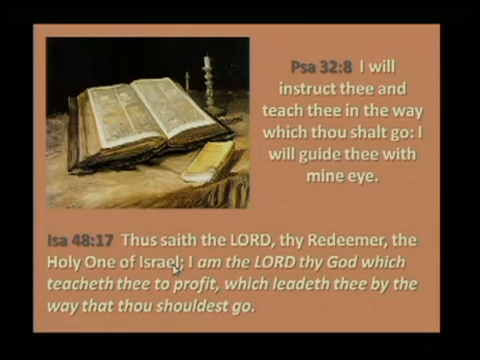 Psa 32:8 I will
instruct thee and
teach thee in the way
which thou shalt go: I
will guide thee with
mine eye.
Isa 48:17 Thus saith the LORD, thy Redeemer, the
Holy One of Israel; I am the LORD thy God which
teacheth thee to profit, which leadeth thee by the
way that thou shouldest go.